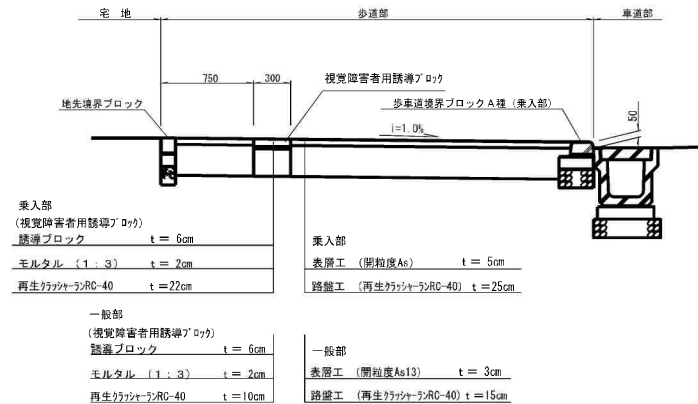 宅 地
歩道部
車道部
750
300
視覚障害者用誘導ブロック
地先境界ブロック
歩車道境界ブロックA種（乗入部）
50
i=1.0%
乗入部
(視覚障害者用誘導ブロック)
誘導ブロック t = 6cm
モルタル (1：3) t = 2cm
再生クラッシャーランRC-40 t =22cm
乗入部
表層工 (開粒度As) t = 5cm
路盤工 (再生クラッシャーランRC-40) t =25cm
一般部
(視覚障害者用誘導ブロック)
誘導ブロック t = 6cm
モルタル (1：3) t = 2cm
再生クラッシャーランRC-40 t =10cm
一般部
表層工 (開粒度As13) t = 3cm
路盤工 (再生クラッシャーランRC-40) t =15cm